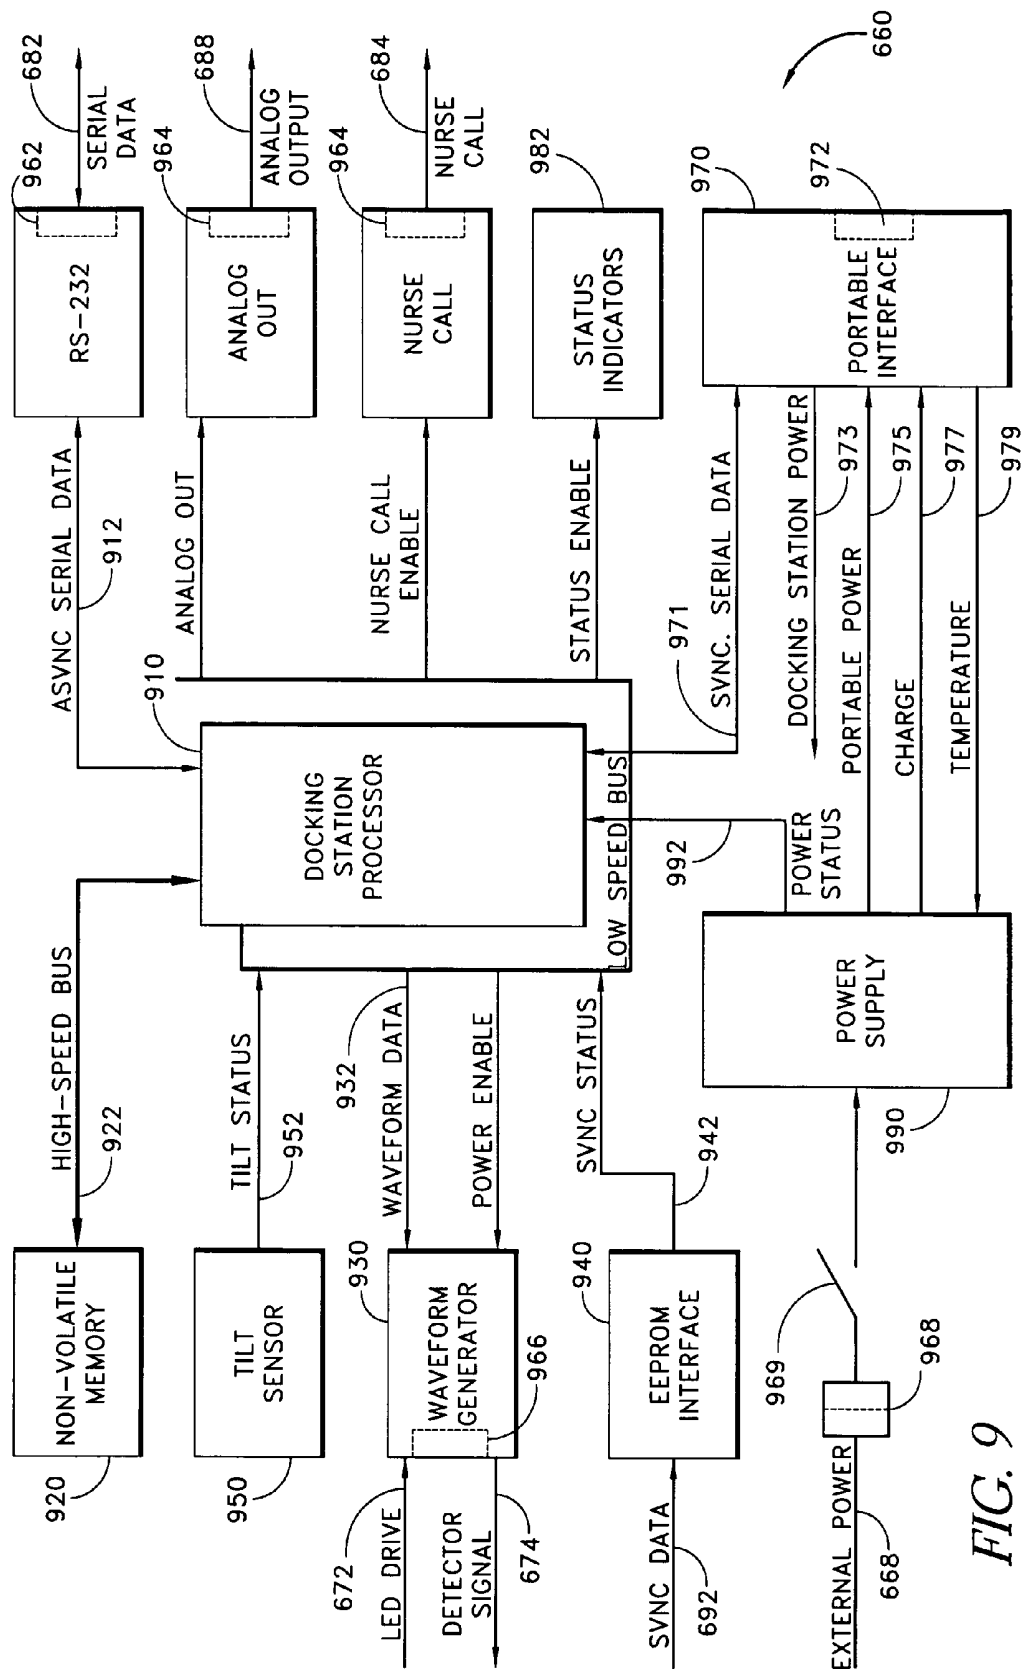 920
NON-VOLATILE
MEMORY
HIGH-SPEED BUS
922
ASVNC SERIAL DATA
912
RS-232
962
SERIAL
DATA
682
950
TILT
SENSOR
TILT STATUS
952
910
DOCKING
STATION
PROCESSOR
ANALOG OUT
ANALOG
OUT
964
ANALOG
OUTPUT
688
672
LED DRIVE
DETECTOR
SIGNAL
674
930
WAVEFORM
GENERATOR
966
932
WAVEFORM DATA
POWER ENABLE
NURSE CALL
ENABLE
NURSE
CALL
964
NURSE
CALL
684
SVNC DATA
692
940
EEPROM
INTERFACE
SVNC STATUS
942
LOW SPEED BUS
STATUS ENABLE
STATUS
INDICATORS
982
EXTERNAL POWER
668
969
968
990
POWER
SUPPLY
992
POWER
STATUS
971
SVNC. SERIAL DATA
DOCKING STATION POWER
973
PORTABLE POWER
975
CHARGE
977
TEMPERATURE
979
PORTABLE
INTERFACE
970
972
660
FIG. 9